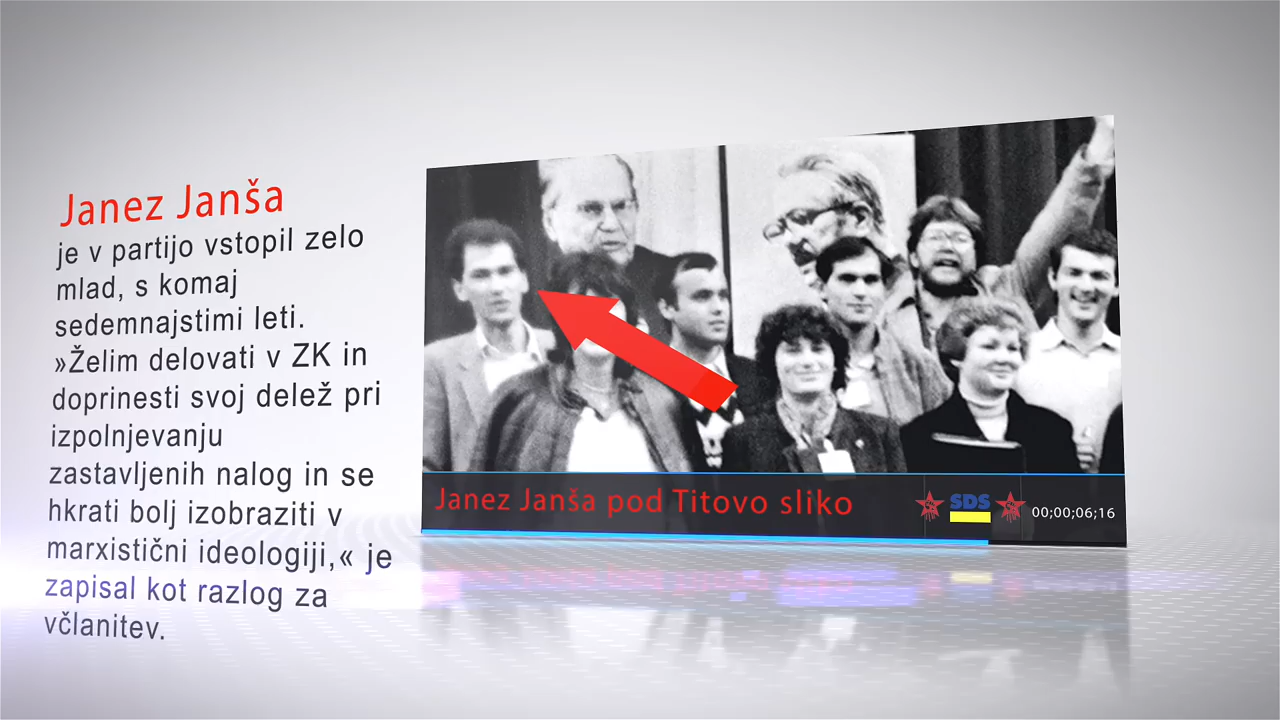 Janez Janša
je v partijo vstopil zelo
mlad, s komaj
sedemnajstimi leti.
»Želim delovati v ZK in
doprinesti svoj delež pri
izpolnjevanju
zastavljenih nalog in se
hkrati bolj izobraziti v
marxistični ideologiji,« je
zapisal kot razlog za
včlanitev.
Janez Janša pod Titovo sliko
SDS
00;00;06;16